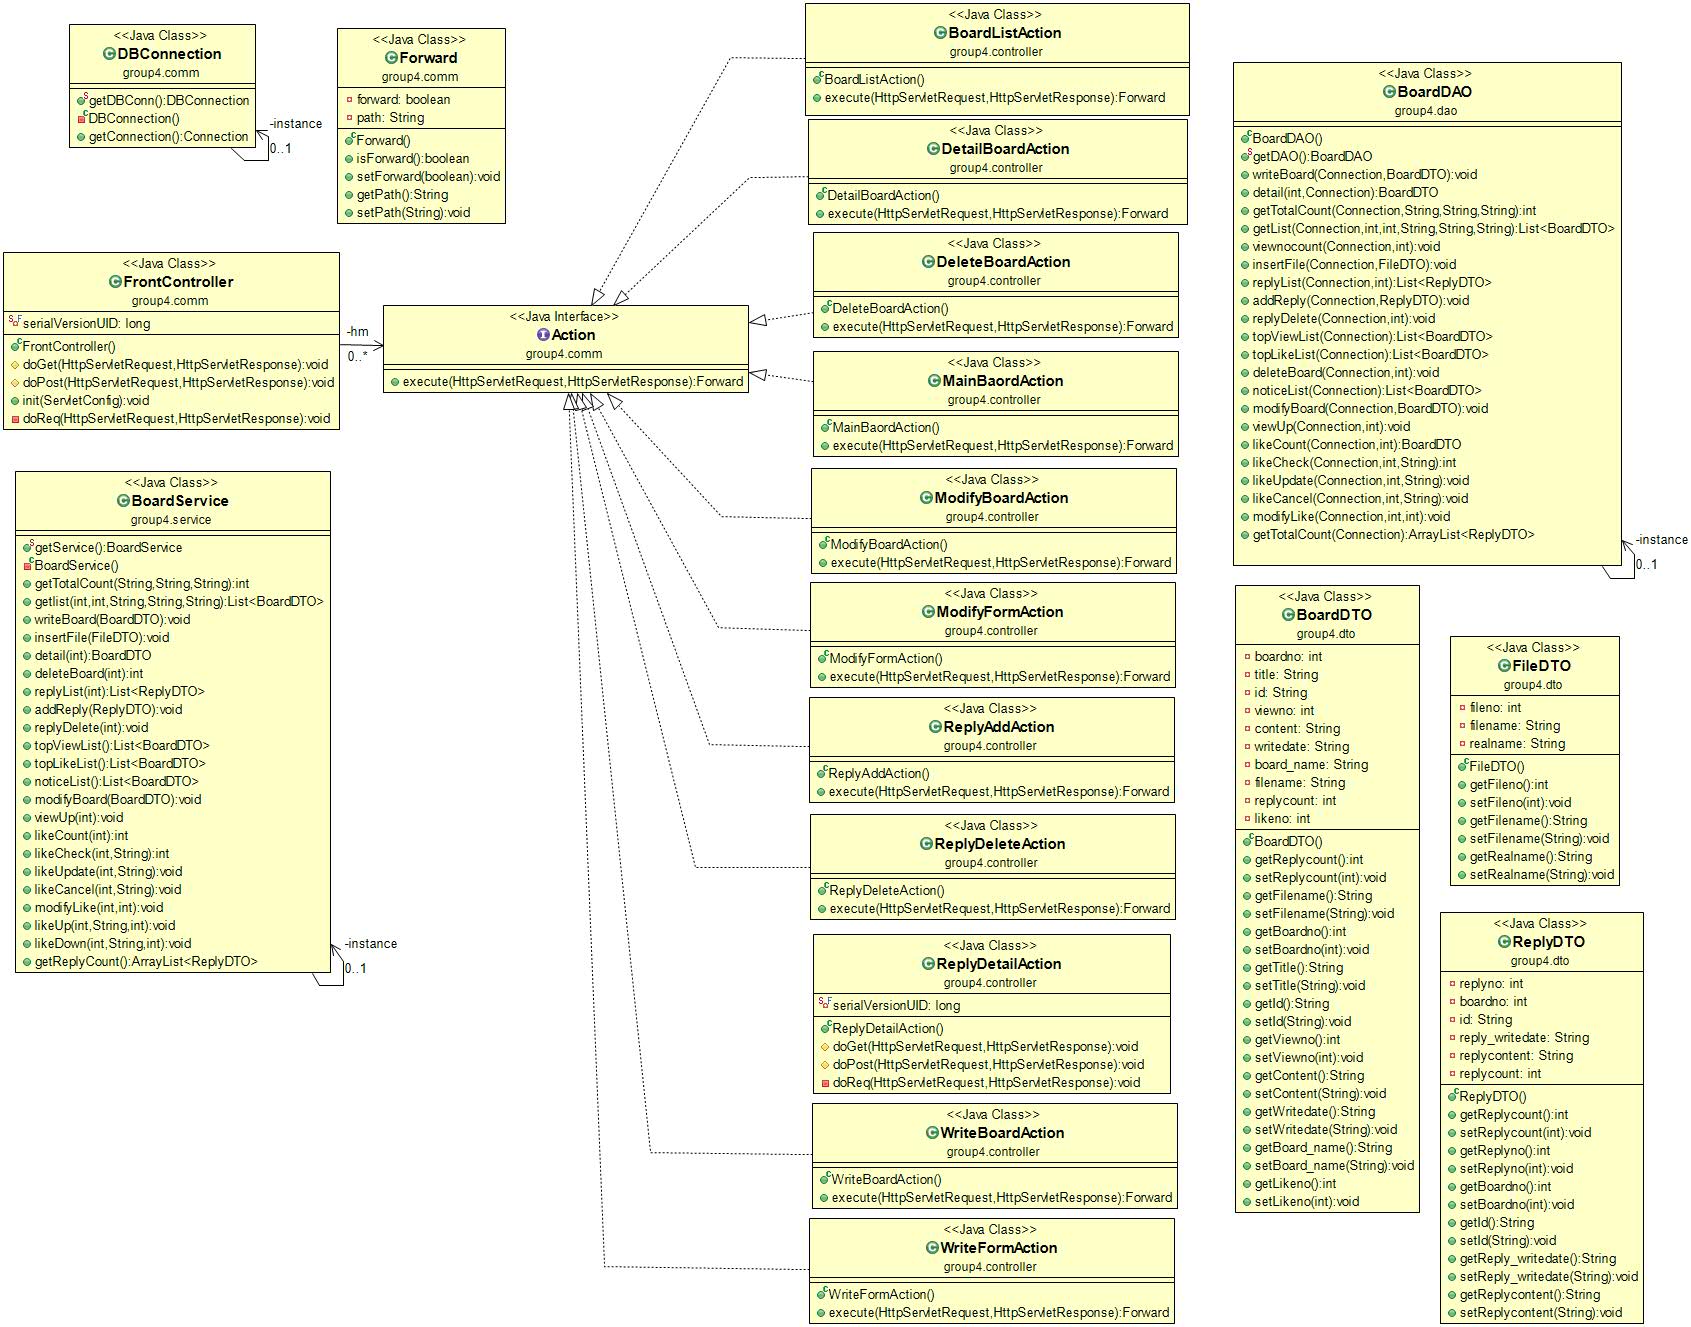 <<Java Class>>
DBConnection
group4.comm
getDBConn():DBConnection
DBConnection()
getConnection():Connection
-instance
0..1
<<Java Class>>
Forward
group4.comm
forward: boolean
path: String
Forward()
isForward():boolean
setForward(boolean):void
getPath():String
setPath(String):void
<<Java Class>>
FrontController
group4.comm
serialVersionUID: long
FrontController()
doGet(HttpServletRequest,HttpServletResponse):void
doPost(HttpServletRequest,HttpServletResponse):void
init(ServletConfig):void
doReq(HttpServletRequest,HttpServletResponse):void
-hm
0..*
<<Java Interface>>
Action
group4.comm
execute(HttpServletRequest,HttpServletResponse):Forward
<<Java Class>>
BoardService
group4.service
getService():BoardService
BoardService()
getTotalCount(String,String,String):int
getlist(int,int,String,String,String):List<BoardDTO>
writeBoard(BoardDTO):void
insertFile(FileDTO):void
detail(int):BoardDTO
deleteBoard(int):int
replyList(int):List<ReplyDTO>
addReply(ReplyDTO):void
replyDelete(int):void
topViewList():List<BoardDTO>
topLikeList():List<BoardDTO>
noticeList():List<BoardDTO>
modifyBoard(BoardDTO):void
viewUp(int):void
likeCount(int):int
likeCheck(int,String):int
likeUpdate(int,String):void
likeCancel(int,String):void
modifyLike(int,int):void
likeUp(int,String,int):void
likeDown(int,String,int):void
getReplyCount():ArrayList<ReplyDTO>
-instance
0..1
<<Java Class>>
BoardListAction
group4.controller
BoardListAction()
execute(HttpServletRequest,HttpServletResponse):Forward
<<Java Class>>
DetailBoardAction
group4.controller
DetailBoardAction()
execute(HttpServletRequest,HttpServletResponse):Forward
<<Java Class>>
DeleteBoardAction
group4.controller
DeleteBoardAction()
execute(HttpServletRequest,HttpServletResponse):Forward
<<Java Class>>
MainBaordAction
group4.controller
MainBaordAction()
execute(HttpServletRequest,HttpServletResponse):Forward
<<Java Class>>
ModifyBoardAction
group4.controller
ModifyBoardAction()
execute(HttpServletRequest,HttpServletResponse):Forward
<<Java Class>>
ModifyFormAction
group4.controller
ModifyFormAction()
execute(HttpServletRequest,HttpServletResponse):Forward
<<Java Class>>
ReplyAddAction
group4.controller
ReplyAddAction()
execute(HttpServletRequest,HttpServletResponse):Forward
<<Java Class>>
ReplyDeleteAction
group4.controller
ReplyDeleteAction()
execute(HttpServletRequest,HttpServletResponse):Forward
<<Java Class>>
ReplyDetailAction
group4.controller
serialVersionUID: long
ReplyDetailAction()
doGet(HttpServletRequest,HttpServletResponse):void
doPost(HttpServletRequest,HttpServletResponse):void
doReq(HttpServletRequest,HttpServletResponse):void
<<Java Class>>
WriteBoardAction
group4.controller
WriteBoardAction()
execute(HttpServletRequest,HttpServletResponse):Forward
<<Java Class>>
WriteFormAction
group4.controller
WriteFormAction()
execute(HttpServletRequest,HttpServletResponse):Forward
<<Java Class>>
BoardDAO
group4.dao
BoardDAO()
getDAO():BoardDAO
writeBoard(Connection,BoardDTO):void
detail(int,Connection):BoardDTO
getTotalCount(Connection,String,String,String):int
getList(Connection,int,int,String,String,String):List<BoardDTO>
viewnocount(Connection,int):void
insertFile(Connection,FileDTO):void
replyList(Connection,int):List<ReplyDTO>
addReply(Connection,ReplyDTO):void
replyDelete(Connection,int):void
topViewList(Connection):List<BoardDTO>
topLikeList(Connection):List<BoardDTO>
deleteBoard(Connection,int):void
noticeList(Connection):List<BoardDTO>
modifyBoard(Connection,BoardDTO):void
viewUp(Connection,int):void
likeCount(Connection,int):BoardDTO
likeCheck(Connection,int,String):int
likeUpdate(Connection,int,String):void
likeCancel(Connection,int,String):void
modifyLike(Connection,int,int):void
getTotalCount(Connection):ArrayList<ReplyDTO>
-instance
0..1
<<Java Class>>
BoardDTO
group4.dto
boardno: int
title: String
id: String
viewno: int
content: String
writedate: String
board_name: String
filename: String
replycount: int
likeno: int
BoardDTO()
getReplycount():int
setReplycount(int):void
getFilename():String
setFilename(String):void
getBoardno():int
setBoardno(int):void
getTitle():String
setTitle(String):void
getId():String
setId(String):void
getViewno():int
setViewno(int):void
getContent():String
setContent(String):void
getWritedate():String
setWritedate(String):void
getBoard_name():String
setBoard_name(String):void
getLikeno():int
setLikeno(int):void
<<Java Class>>
FileDTO
group4.dto
fileno: int
filename: String
realname: String
FileDTO()
getFileno():int
setFileno(int):void
getFilename():String
setFilename(String):void
getRealname():String
setRealname(String):void
<<Java Class>>
ReplyDTO
group4.dto
replyno: int
boardno: int
id: String
reply_writedate: String
replycontent: String
replycount: int
ReplyDTO()
getReplycount():int
setReplycount(int):void
getReplyno():int
setReplyno(int):void
getBoardno():int
setBoardno(int):void
getId():String
setId(String):void
getReply_writedate():String
setReply_writedate(String):void
getReplycontent():String
setReplycontent(String):void